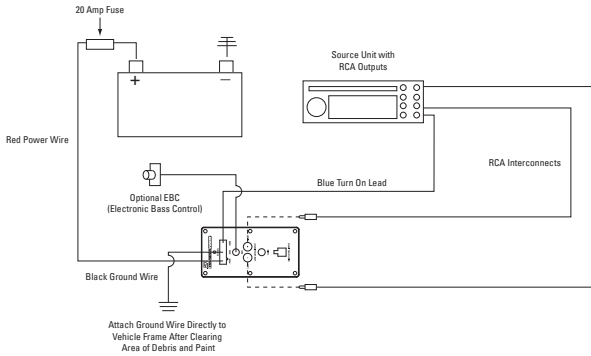 20 Amp Fuse
Source Unit with
RCA Outputs
+
–
Red Power Wire
RCA Interconnects
Blue Turn On Lead
Optional EBC
(Electronic Bass Control)
Black Ground Wire
Attach Ground Wire Directly to
Vehicle Frame After Clearing
Area of Debris and Paint